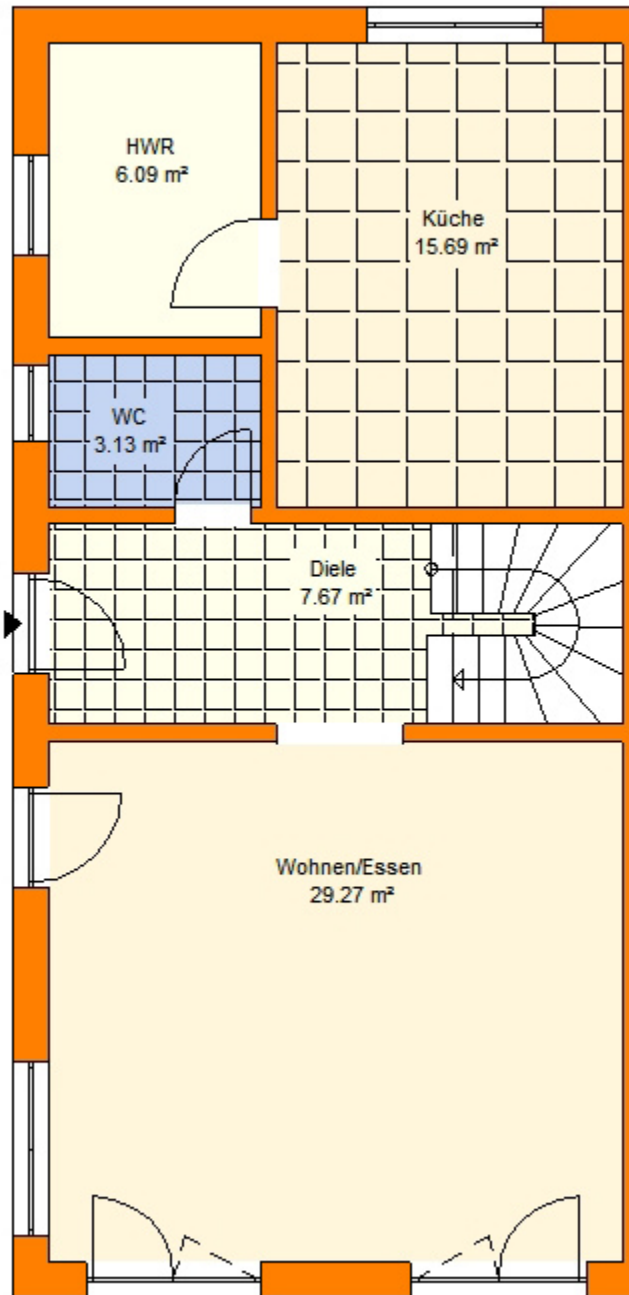 HWR
6.09 m²
Küche
15.69 m²
WC
3.13 m²
Diele
7.67 m²
Wohnen/Essen
29.27 m²